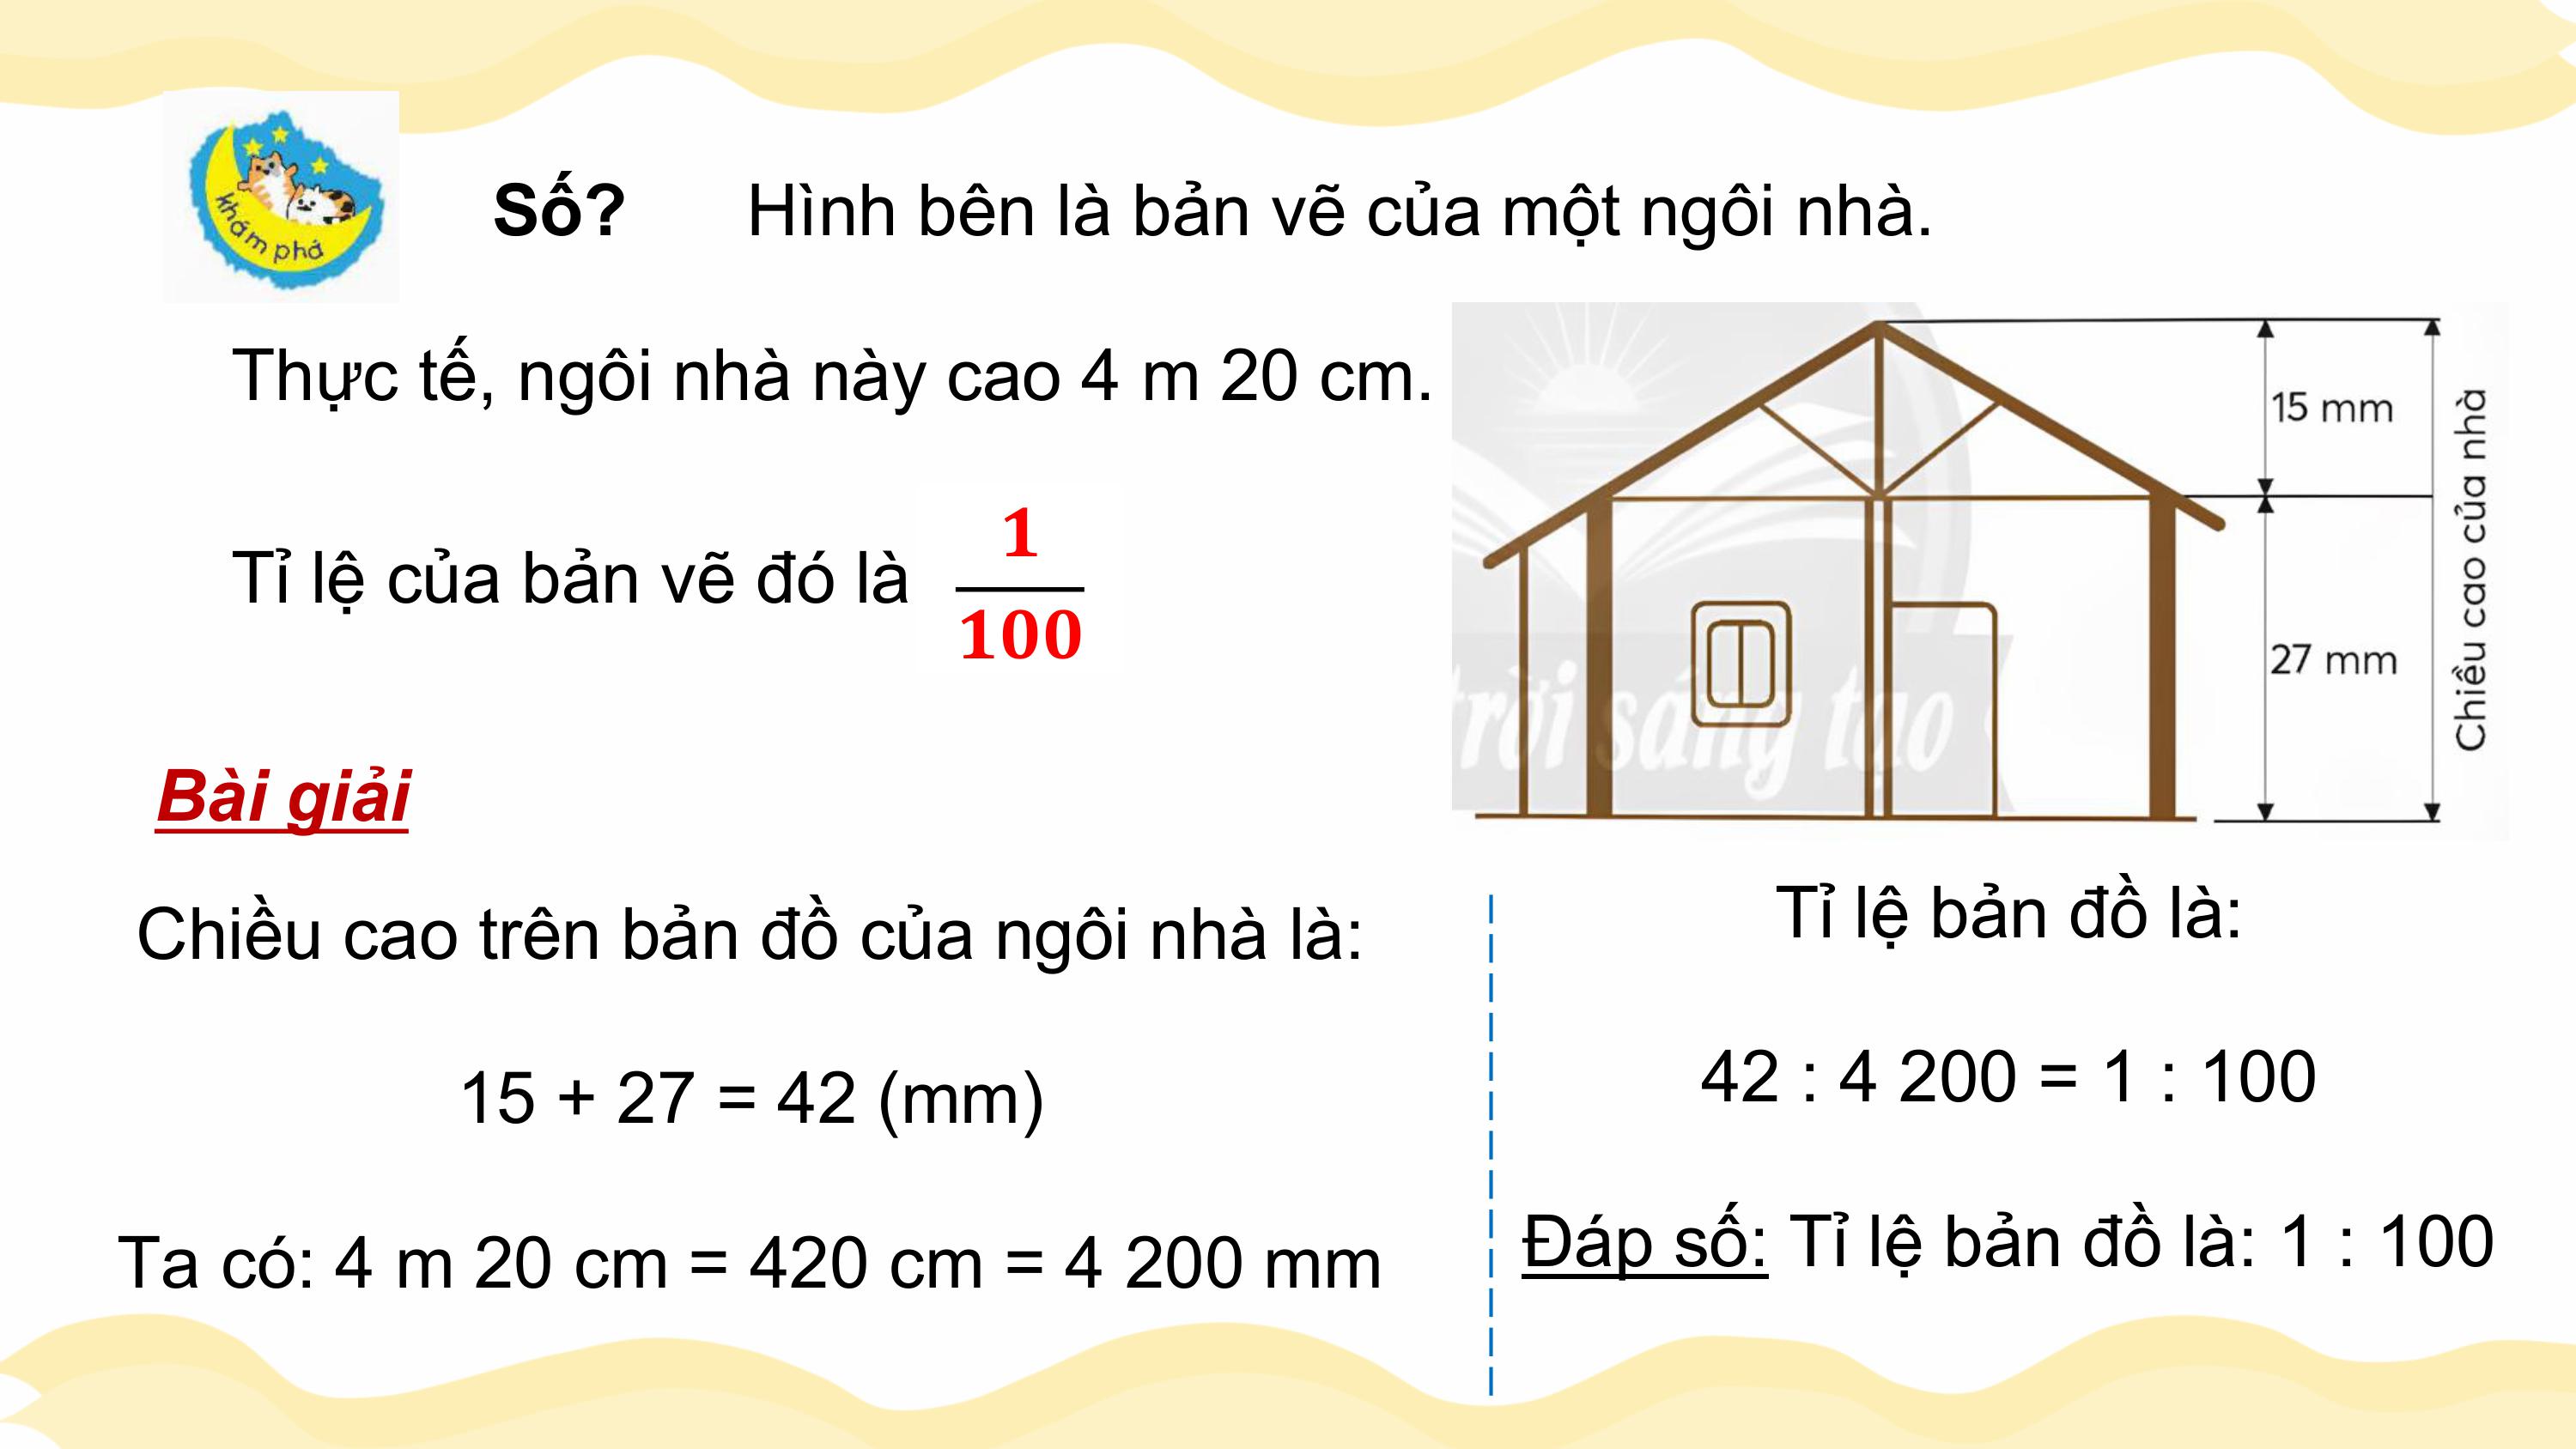 khám phá
Số? Hình bên là bản vẽ của một ngôi nhà.
Thực tế, ngôi nhà này cao 4 m 20 cm.
Tỉ lệ của bản vẽ đó là
1
100
15 mm
27 mm
Chiều cao của nhà
trời sáng tạo
Bài giải
Chiều cao trên bản đồ của ngôi nhà là:
15 + 27 = 42 (mm)
Ta có: 4 m 20 cm = 420 cm = 4 200 mm
Tỉ lệ bản đồ là:
42 : 4 200 = 1 : 100
Đáp số: Tỉ lệ bản đồ là: 1 : 100